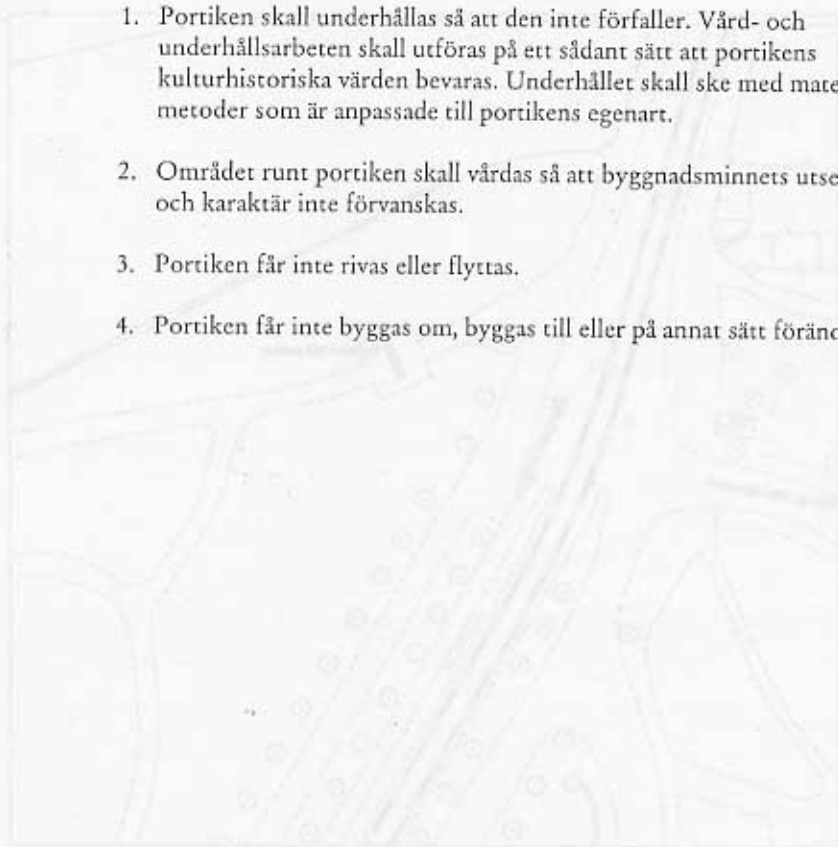 1. Portiken skall underhållas så att den inte förfaller. Vård- och
underhållsarbeten skall utföras på ett sådant sätt att portikens
kulturhistoriska värden bevaras. Underhållet skall ske med mate
metoder som är anpassade till portikens egenart.
2. Området runt portiken skall vårdas så att byggnadsminnets utse
och karaktär inte förvanskas.
3. Portiken får inte rivas eller flyttas.
4. Portiken får inte byggas om, byggas till eller på annat sätt föränd